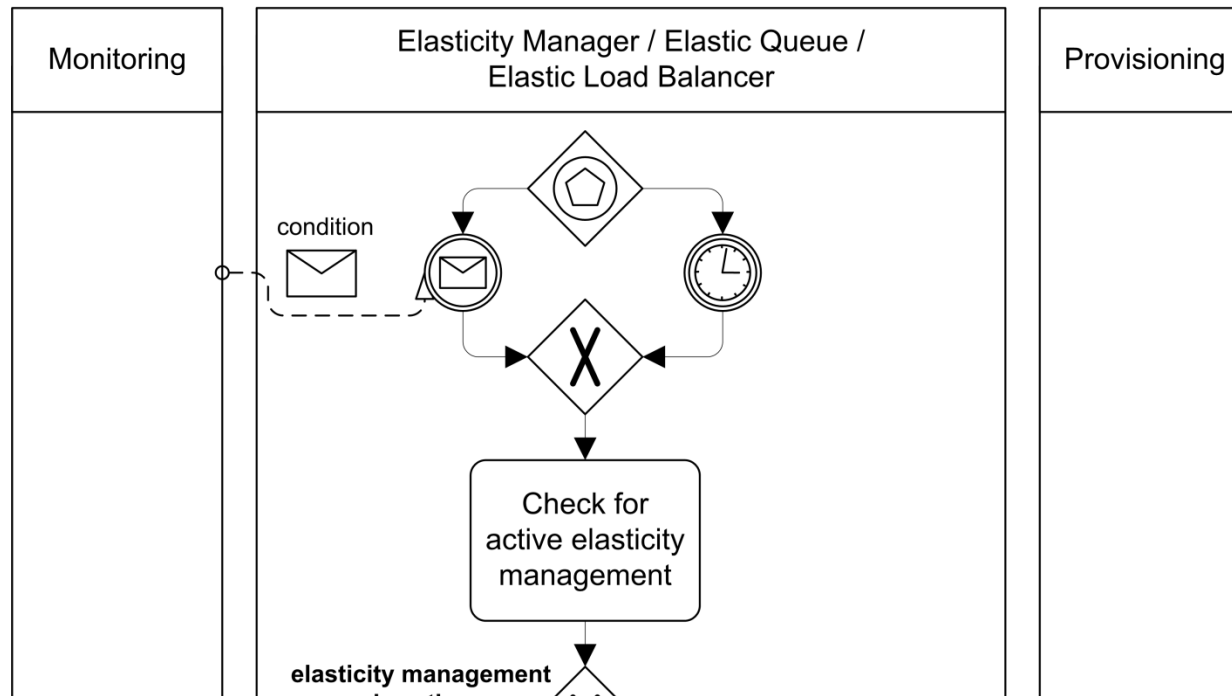 Monitoring
Elasticity Manager / Elastic Queue /
Elastic Load Balancer
Provisioning
condition
Check for
active elasticity
management
elasticity management